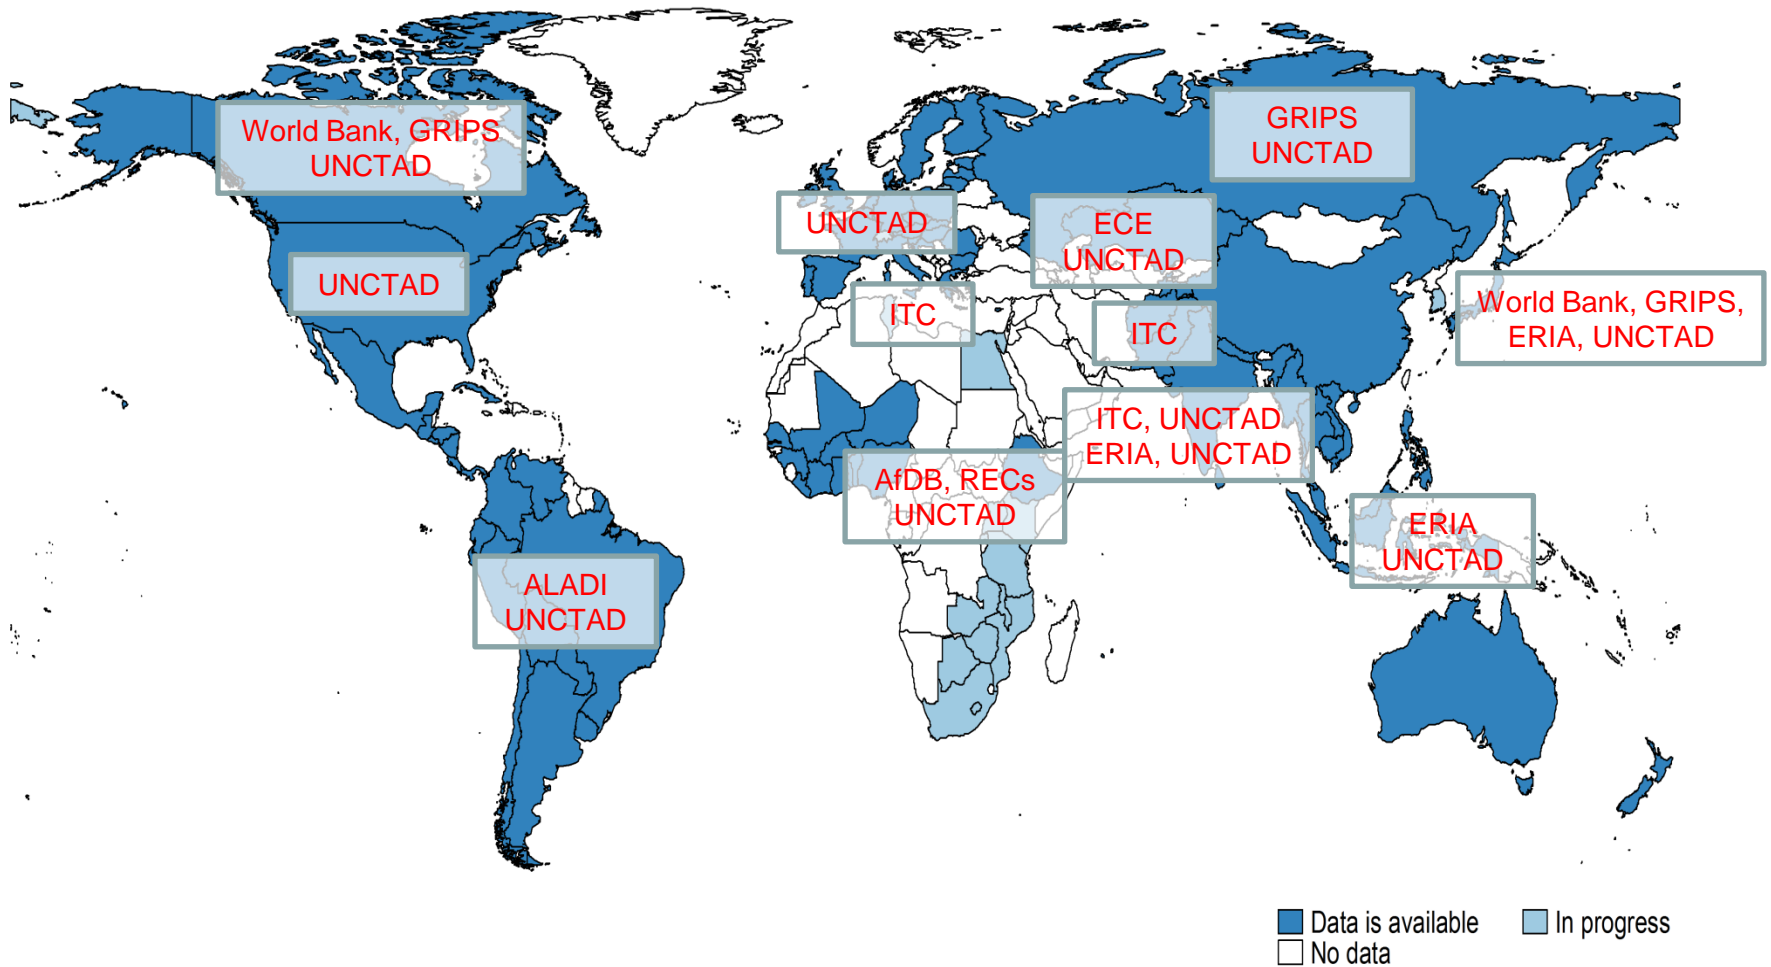 World Bank, GRIPS
UNCTAD
GRIPS
UNCTAD
UNCTAD
ECE
UNCTAD
UNCTAD
ITC
ITC
World Bank, GRIPS,
ERIA, UNCTAD
ITC, UNCTAD
ERIA, UNCTAD
AfDB, RECs
UNCTAD
ERIA
UNCTAD
ALADI
UNCTAD
Data is available
In progress
No data